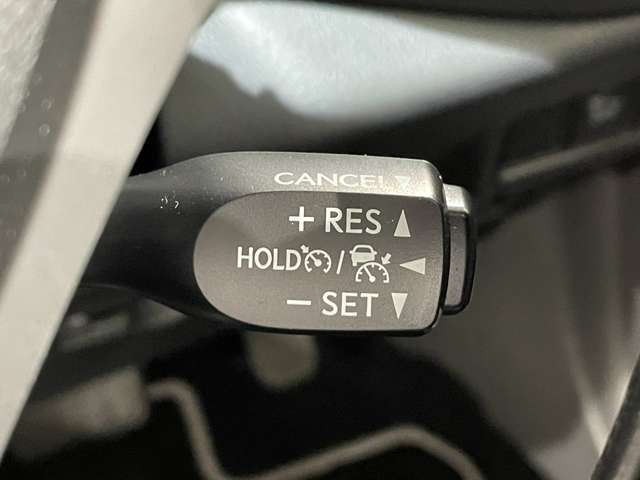 CANCEL ▽
+ RES ▲
HOLD / ◀
− SET ▼